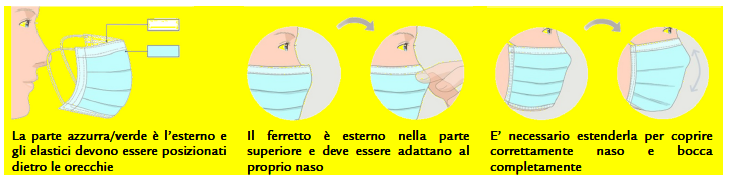 La parte azzurra/verde è l'esterno e
gli elastici devono essere posizionati
dietro le orecchie
Il ferretto è esterno nella parte
superiore e deve essere adattano al
proprio naso
E' necessario estenderla per coprire
correttamente naso e bocca
completamente